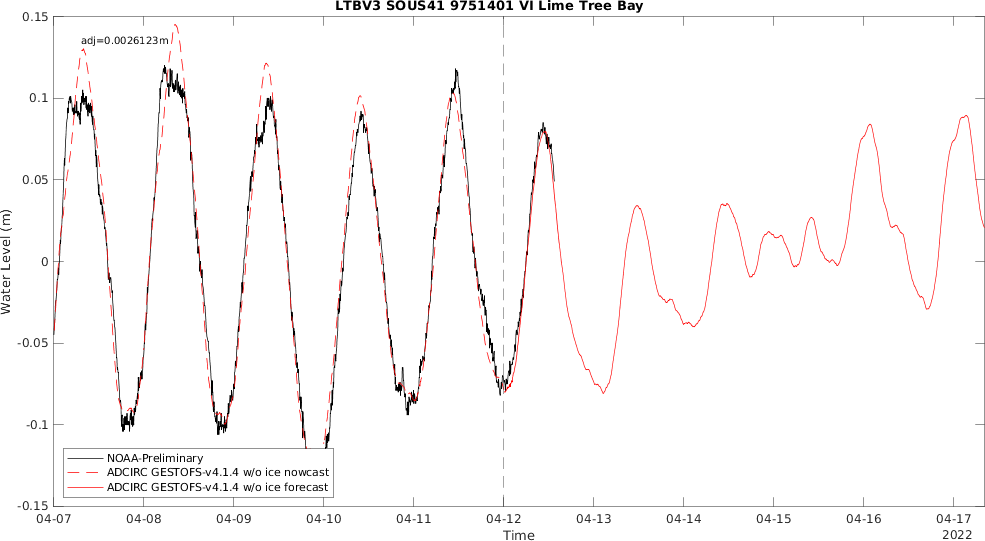 LTBV3 SOUS41 9751401 VI Lime Tree Bay
adj=0.0026123m
0.15
0.1
0.05
0
-0.05
-0.1
-0.15
Water Level (m)
NOAA-Preliminary
ADCIRC GESTOFS-v4.1.4 w/o ice nowcast
ADCIRC GESTOFS-v4.1.4 w/o ice forecast
04-07 04-08 04-09 04-10 04-11 04-12 04-13 04-14 04-15 04-16 04-17
Time
2022